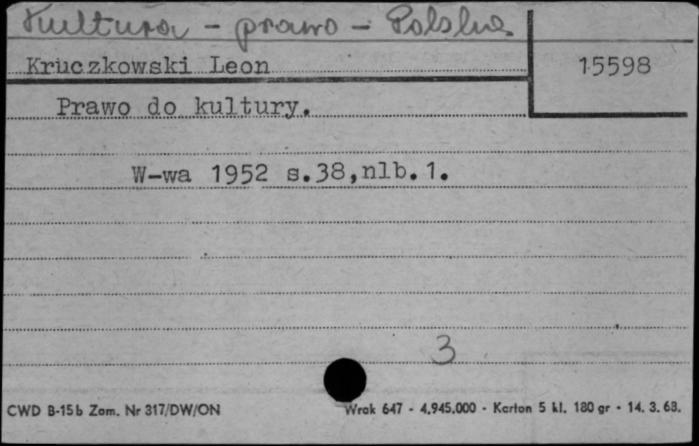 Kultura - prawo - Polska
Kruczkowski Leon
15598
Prawo do kultury.
W-wa 1952 s.38,nlb.1.
3
CWD B-15b Zam. Nr 317/DW/ON
Wrak 647 - 4,945.000 - Karton 5 kl. 180 gr - 14. 3. 68.